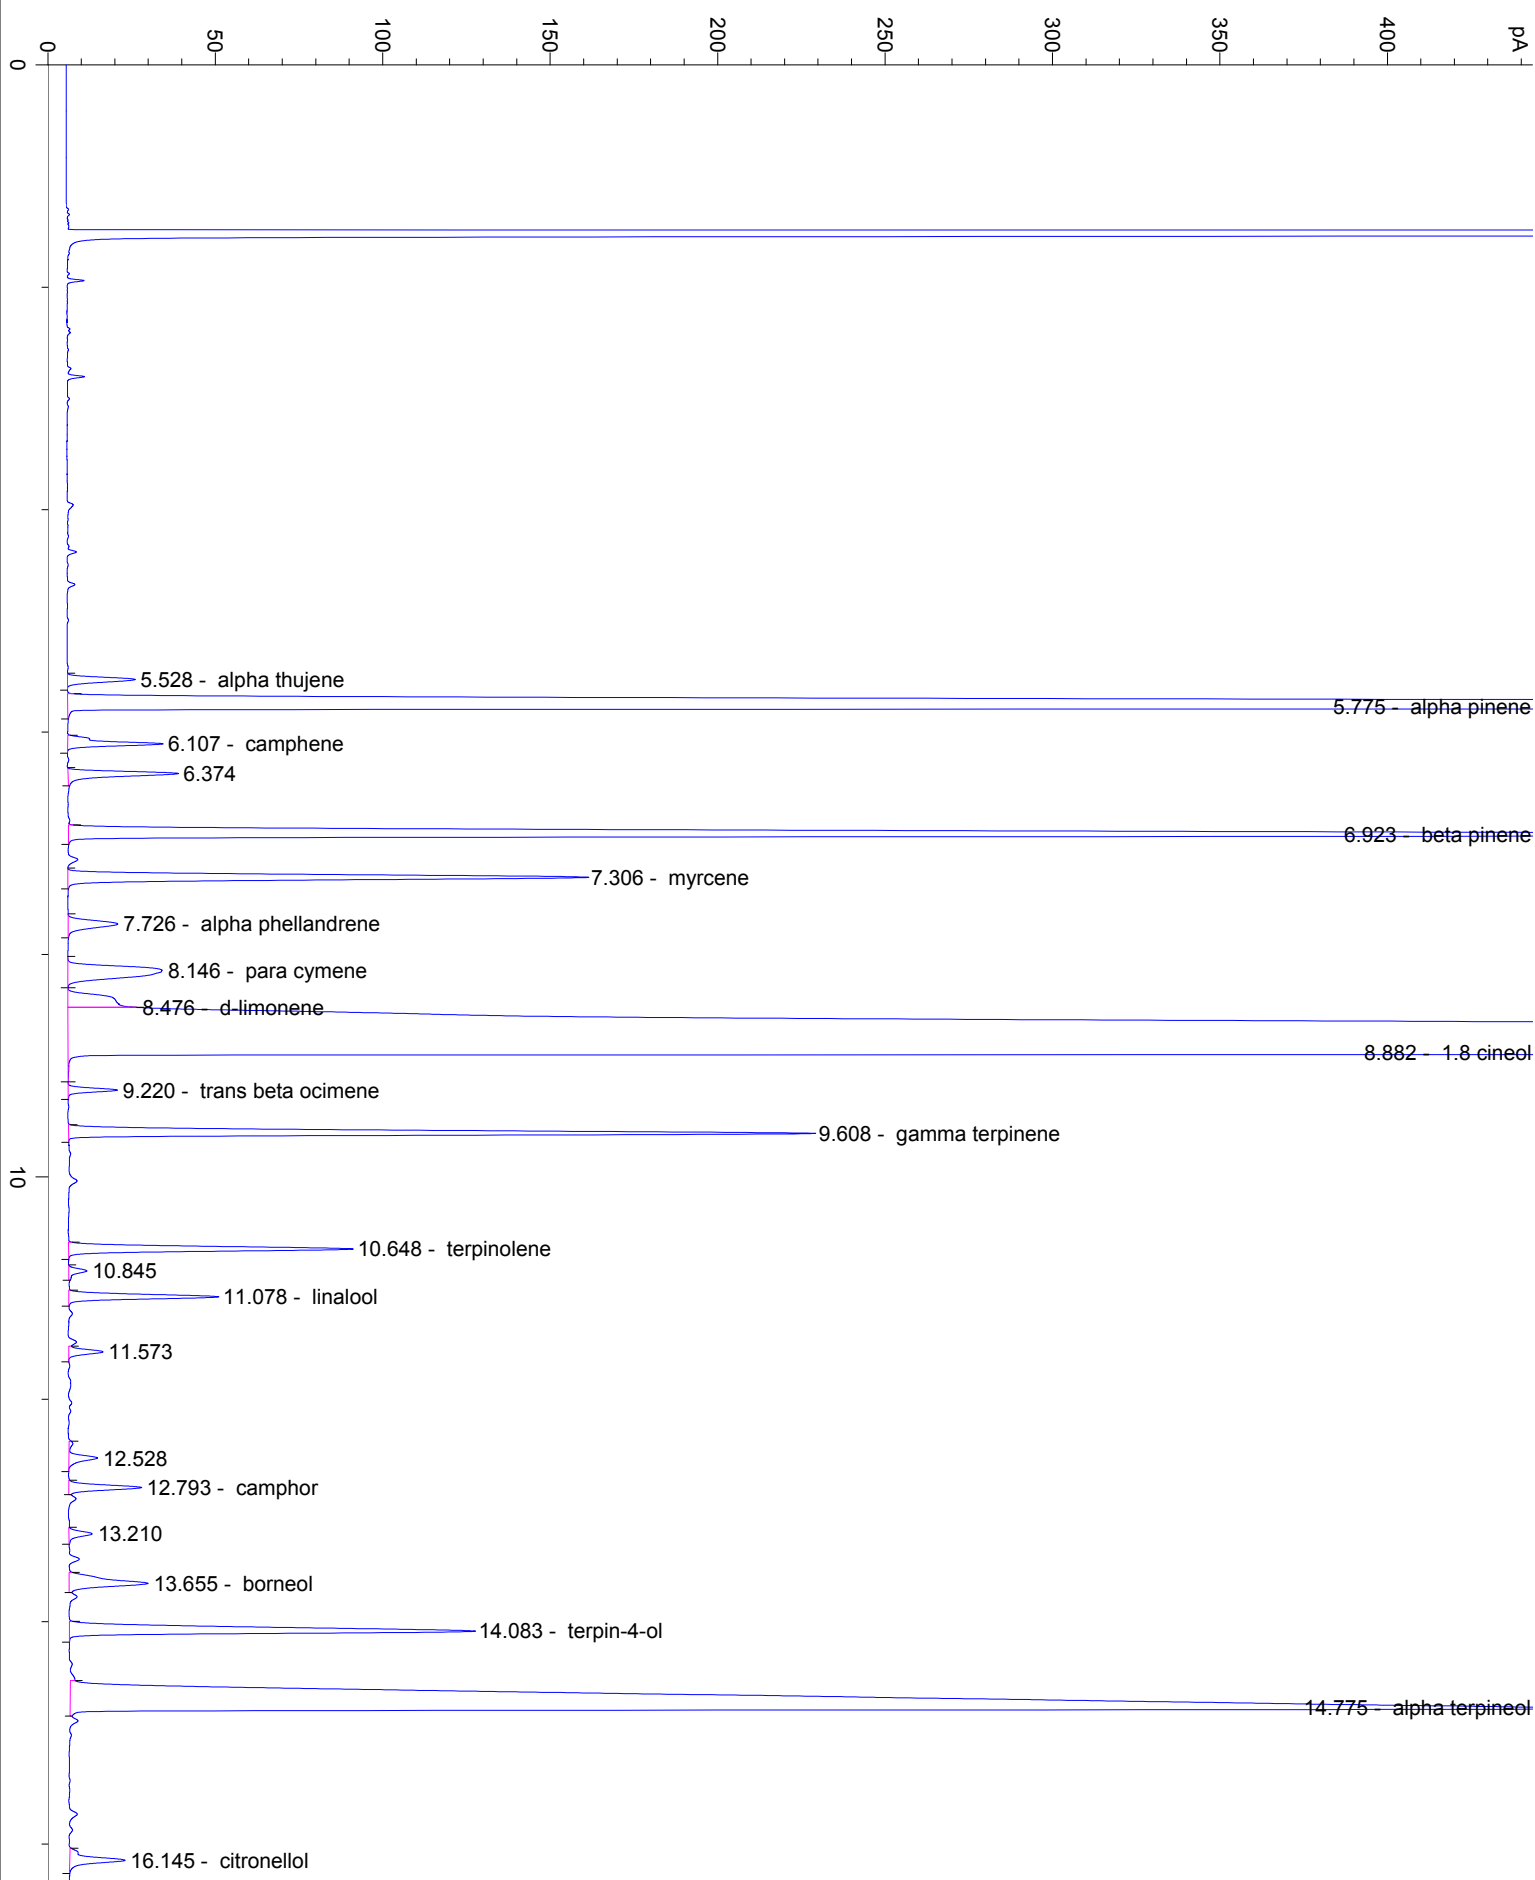 pA
0
50
100
150
200
250
300
350
400
0
5.528 - alpha thujene
5.775 - alpha pinene
6.107 - camphene
6.374
6.923 - beta pinene
7.306 - myrcene
7.726 - alpha phellandrene
8.146 - para cymene
8.476 - d-limonene
8.882 - 1.8 cineol
9.220 - trans beta ocimene
9.608 - gamma terpinene
10
10.648 - terpinolene
10.845
11.078 - linalool
11.573
12.528
12.793 - camphor
13.210
13.655 - borneol
14.083 - terpin-4-ol
14.775 - alpha terpineol
16.145 - citronellol